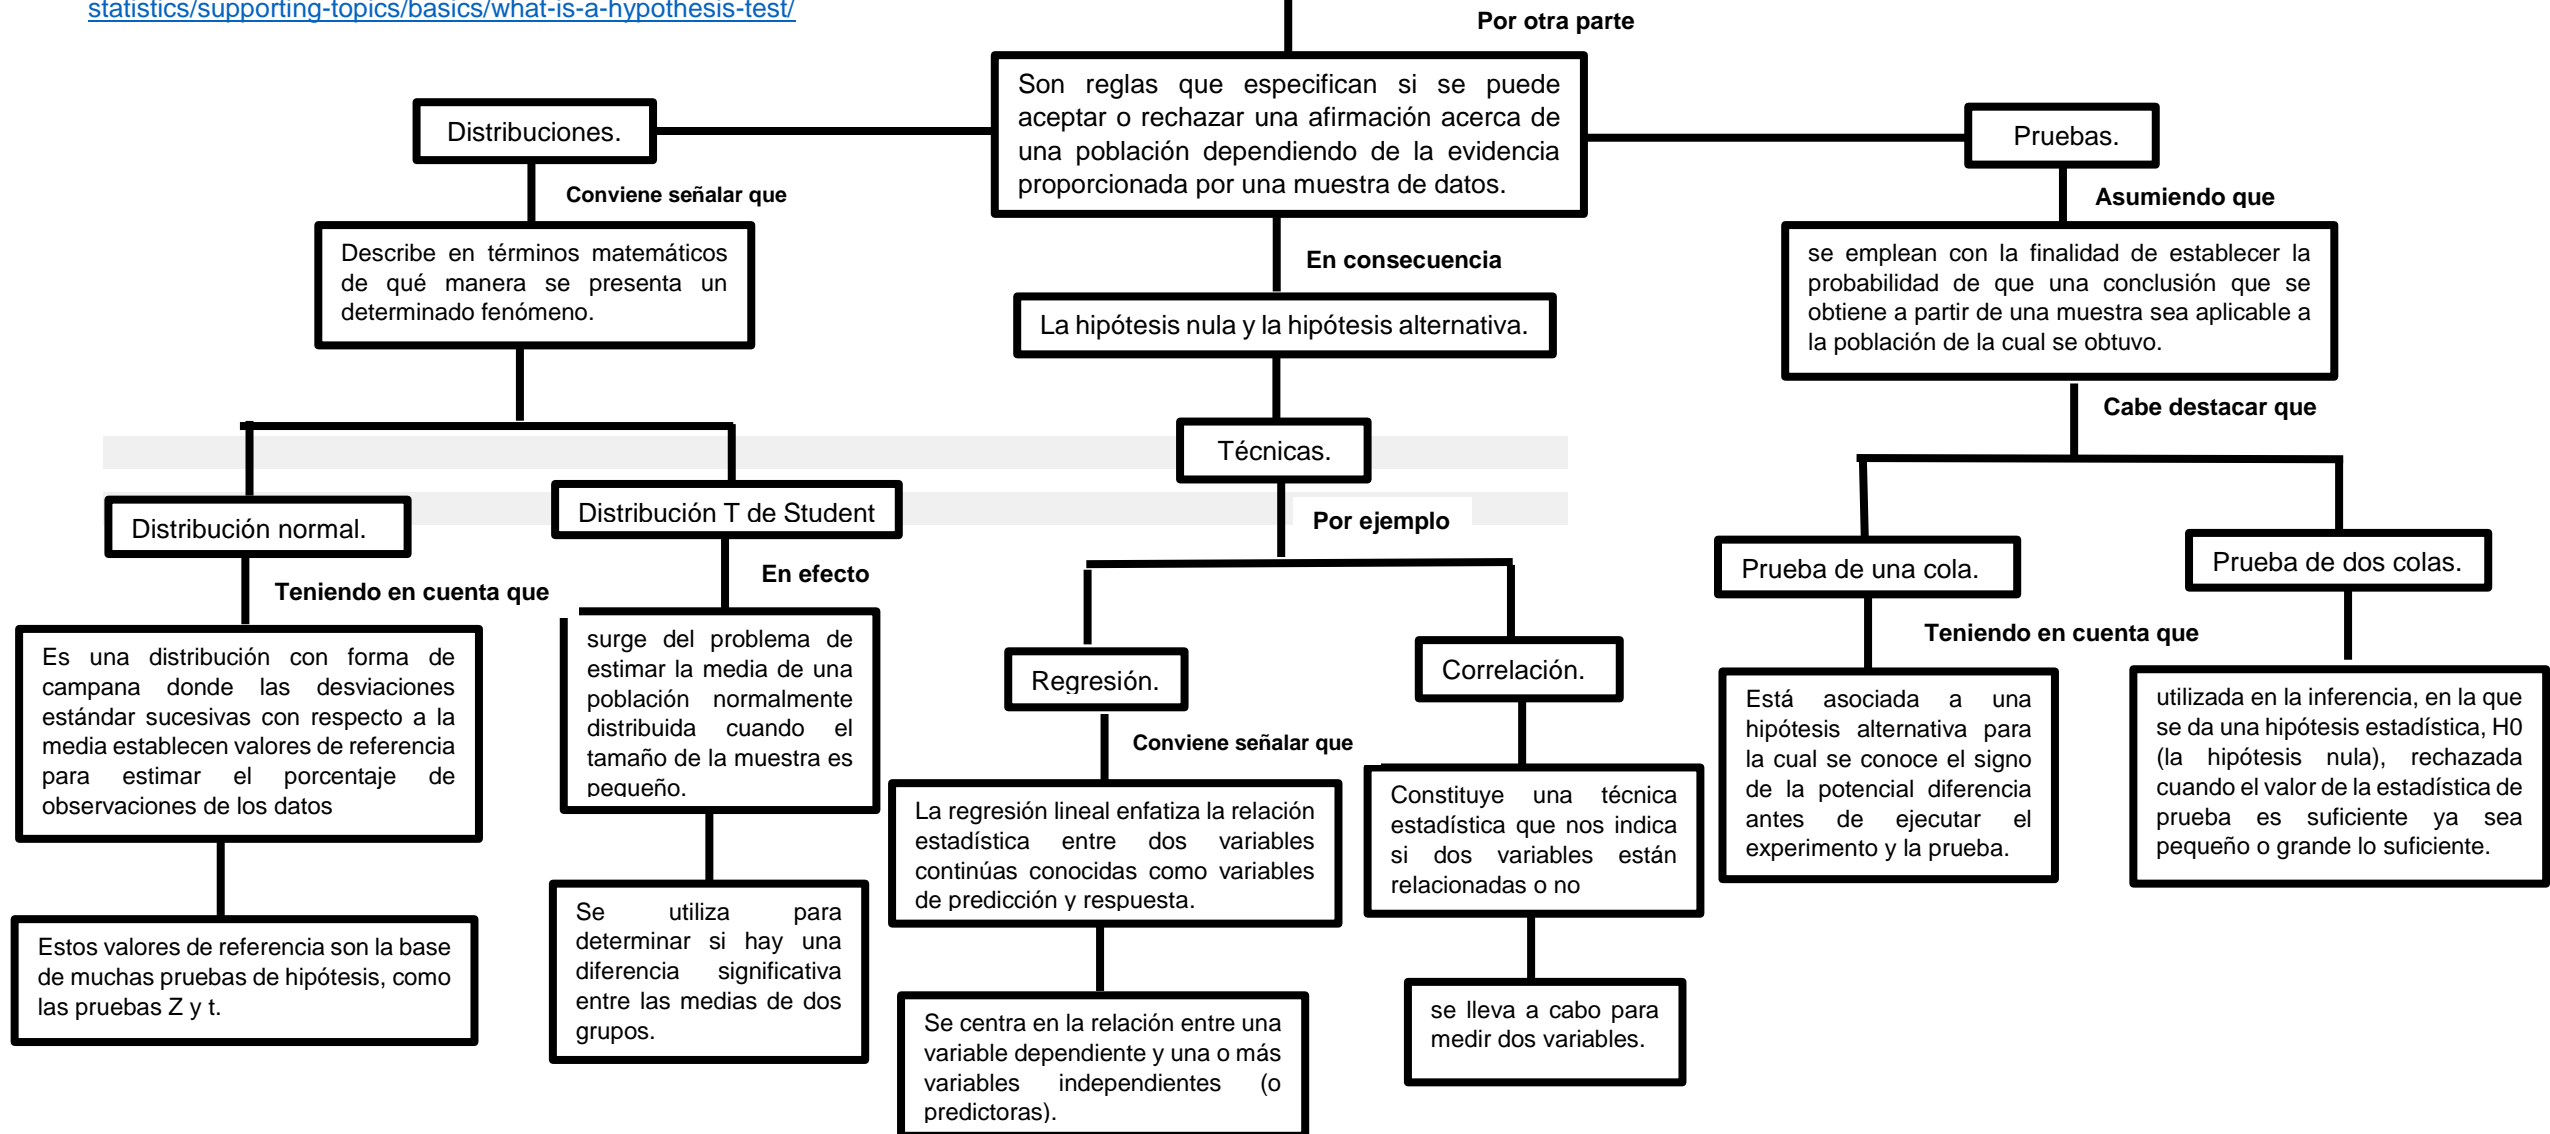 statistics/supporting-topics/basics/what-is-a-hypothesis-test/
Por otra parte
Son reglas que especifican si se puede
aceptar o rechazar una afirmación acerca de
una población dependiendo de la evidencia
proporcionada por una muestra de datos.
Distribuciones.
Conviene señalar que
Describe en términos matemáticos
de qué manera se presenta un
determinado fenómeno.
Distribución normal.
Teniendo en cuenta que
Es una distribución con forma de
campana donde las desviaciones
estándar sucesivas con respecto a la
media establecen valores de referencia
para estimar el porcentaje de
observaciones de los datos
Estos valores de referencia son la base
de muchas pruebas de hipótesis, como
las pruebas Z y t.
Distribución T de Student
En efecto
surge del problema de
estimar la media de una
población normalmente
distribuida cuando el
tamaño de la muestra es
pequeño.
Se utiliza para
determinar si hay una
diferencia significativa
entre las medias de dos
grupos.
En consecuencia
La hipótesis nula y la hipótesis alternativa.
Técnicas.
Por ejemplo
Regresión.
Conviene señalar que
La regresión lineal enfatiza la relación
estadística entre dos variables
continúas conocidas como variables
de predicción y respuesta.
Se centra en la relación entre una
variable dependiente y una o más
variables independientes (o
predictoras).
Correlación.
Constituye una técnica
estadística que nos indica
si dos variables están
relacionadas o no
se lleva a cabo para
medir dos variables.
Pruebas.
Asumiendo que
se emplean con la finalidad de establecer la
probabilidad de que una conclusión que se
obtiene a partir de una muestra sea aplicable a
la población de la cual se obtuvo.
Cabe destacar que
Prueba de una cola.
Teniendo en cuenta que
Está asociada a una
hipótesis alternativa para
la cual se conoce el signo
de la potencial diferencia
antes de ejecutar el
experimento y la prueba.
Prueba de dos colas.
utilizada en la inferencia, en la que
se da una hipótesis estadística, H0
(la hipótesis nula), rechazada
cuando el valor de la estadística de
prueba es suficiente ya sea
pequeño o grande lo suficiente.